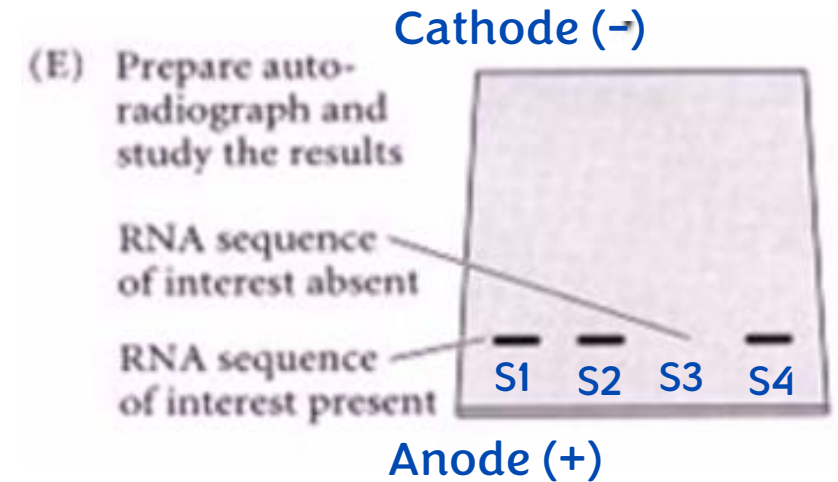 Cathode (-)
(E) Prepare auto-
radiograph and
study the results
RNA sequence
of interest absent
RNA sequence
of interest present
S1 S2 S3 S4
Anode (+)